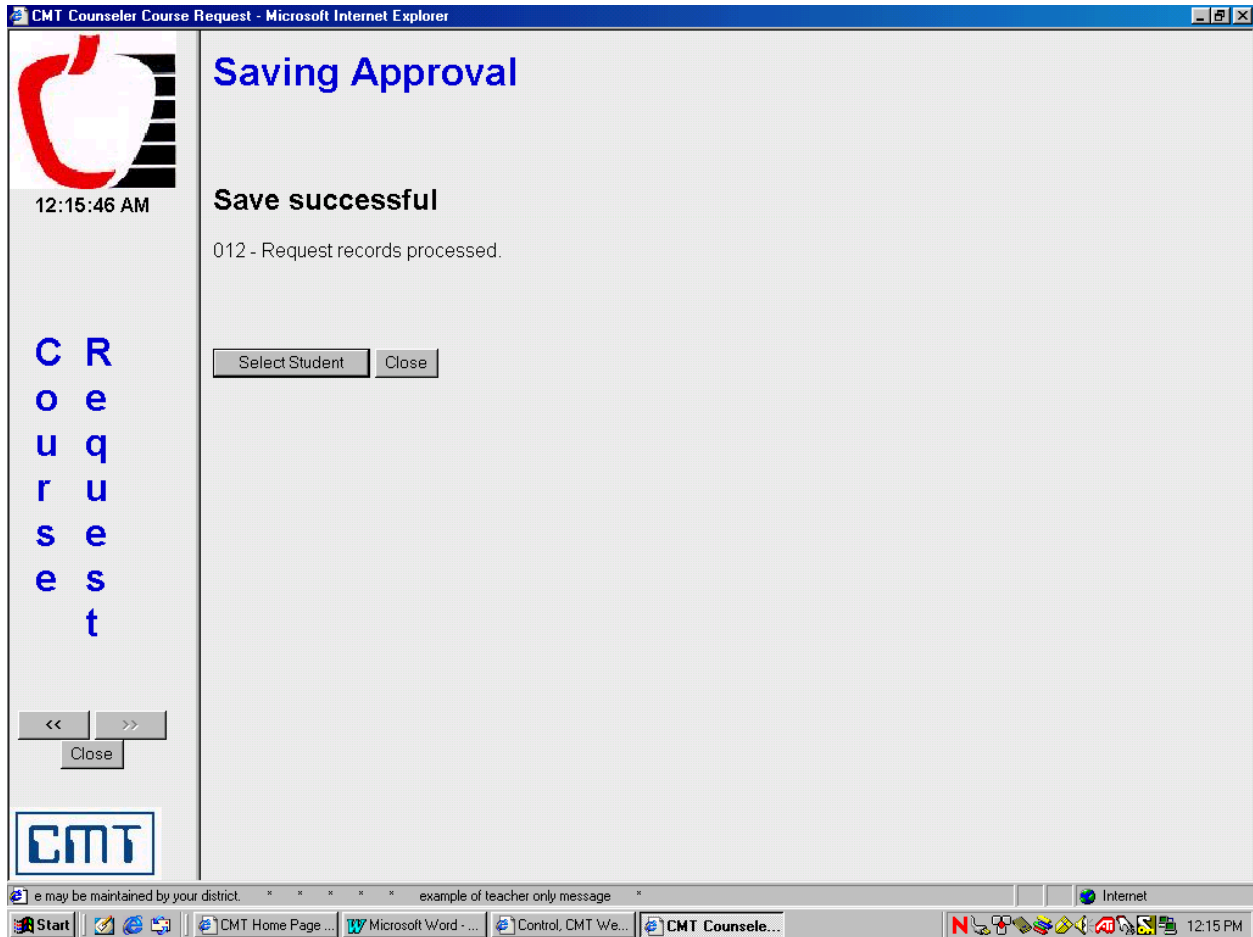 CMT Counseler Course Request - Microsoft Internet Explorer
12:15:46 AM
Course
Request
<<
>>
Close
CMT
Saving Approval
Save successful
012 - Request records processed.
Select Student
Close
e may be maintained by your district. * * * * * example of teacher only message *
Internet
Start
CMT Home Page ...
Microsoft Word - ...
Control, CMT We...
CMT Counsele...
12:15 PM